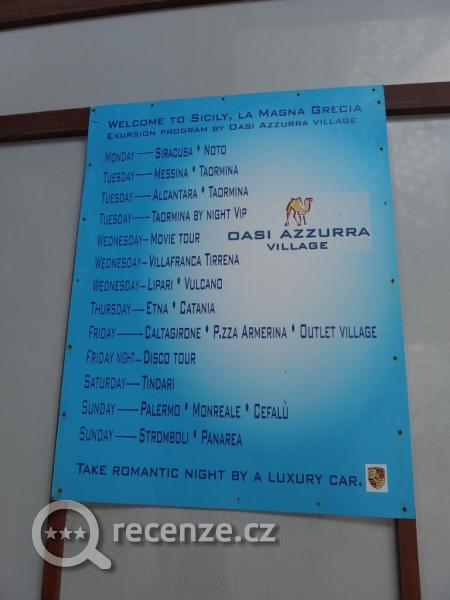 Welcome to Sicily, La Magna Grecia
Exursion program by Oasi Azzurra village
Monday — Siracusa * Noto
Tuesday — Messina * Taormina
Tuesday — Alcantara * Taormina
Tuesday — Taormina by night Vip
Wednesday – Movie tour
Wednesday – Villafranca Tirrena
Wednesday – Lipari * Vulcano
Thursday — Etna * Catania
Friday — Caltagirone * P.zza Armerina * Outlet village
Friday night – Disco tour
Saturday — Tindari
Sunday — Palermo * Monreale * Cefalù
Sunday — Stromboli * Panarea
Take romantic night by a luxury car.
OASI AZZURRA
VILLAGE
recenze.cz